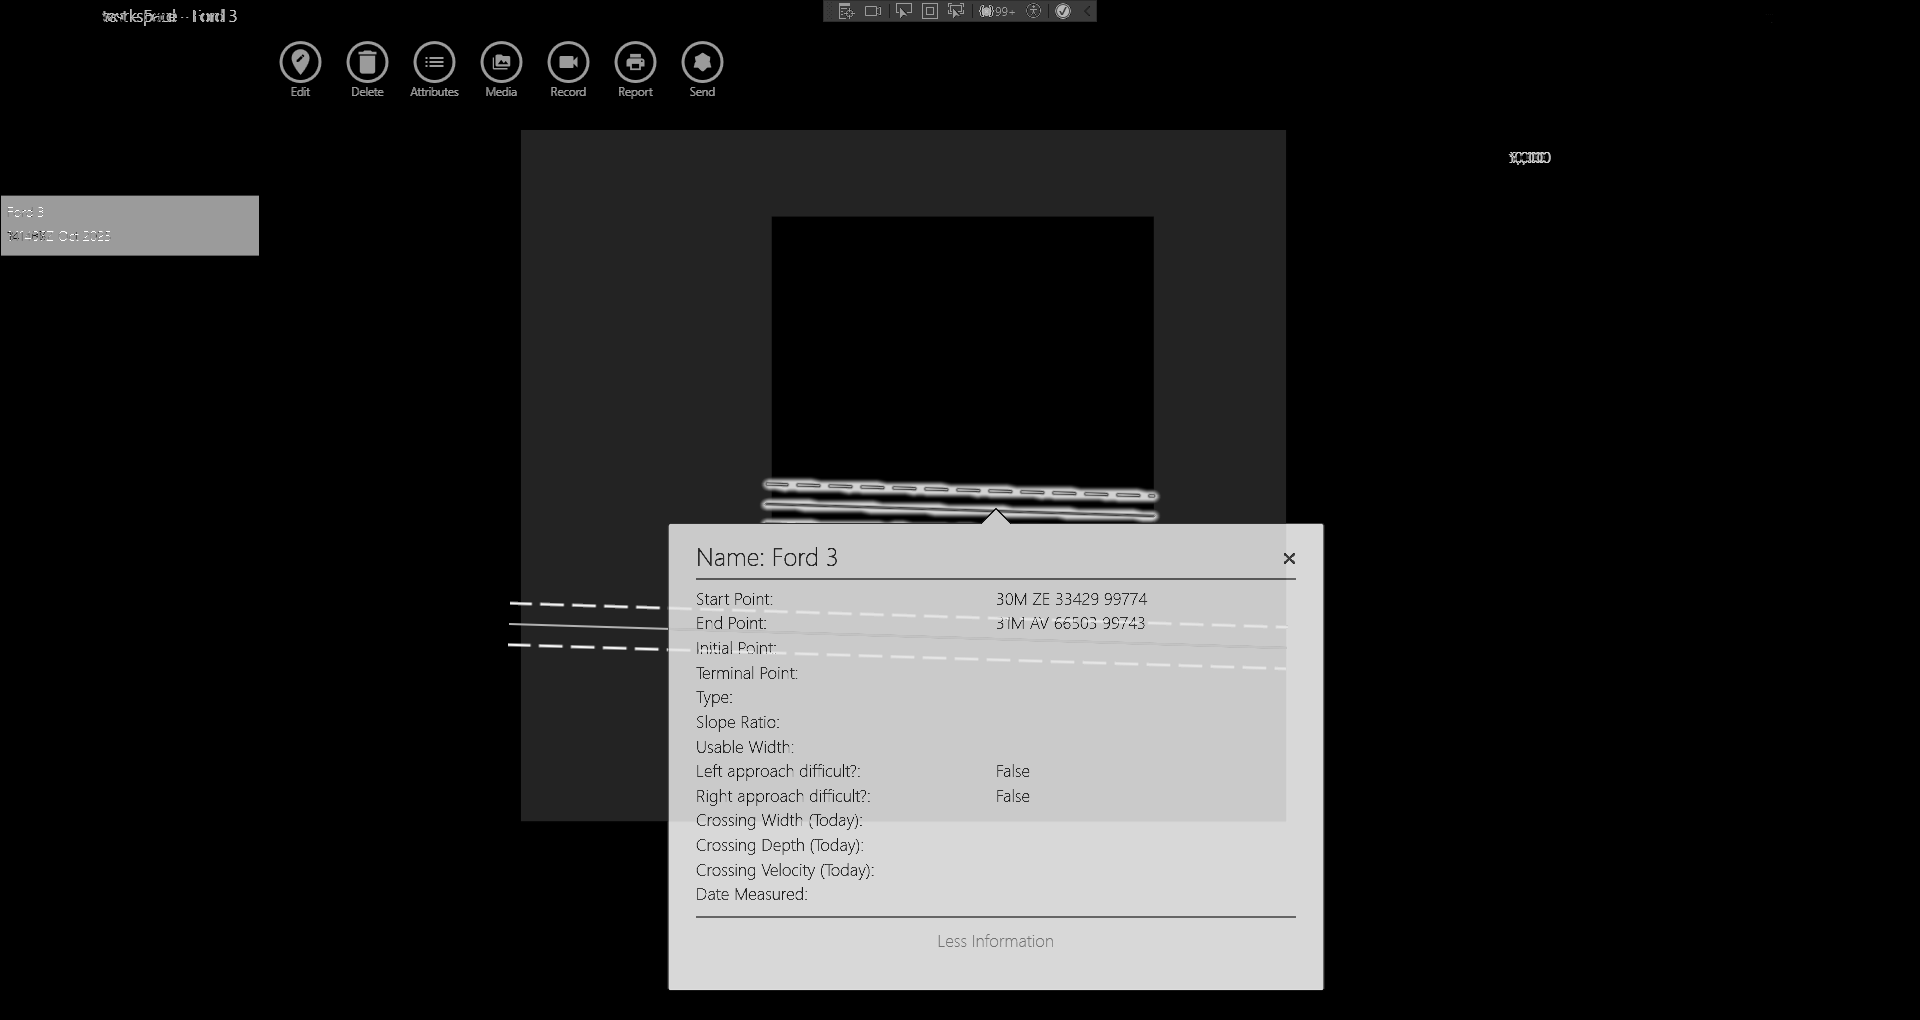 Ford 3
99+
Edit Delete Attributes Media Record Report Send
Ford 3
Oct 2023
Name: Ford 3
Start Point: 30M ZE 33429 99774
End Point: 31M AV 66503 99743
Initial Point:
Terminal Point:
Type:
Slope Ratio:
Usable Width:
Left approach difficult?: False
Right approach difficult?: False
Crossing Width (Today):
Crossing Depth (Today):
Crossing Velocity (Today):
Date Measured:
Less Information